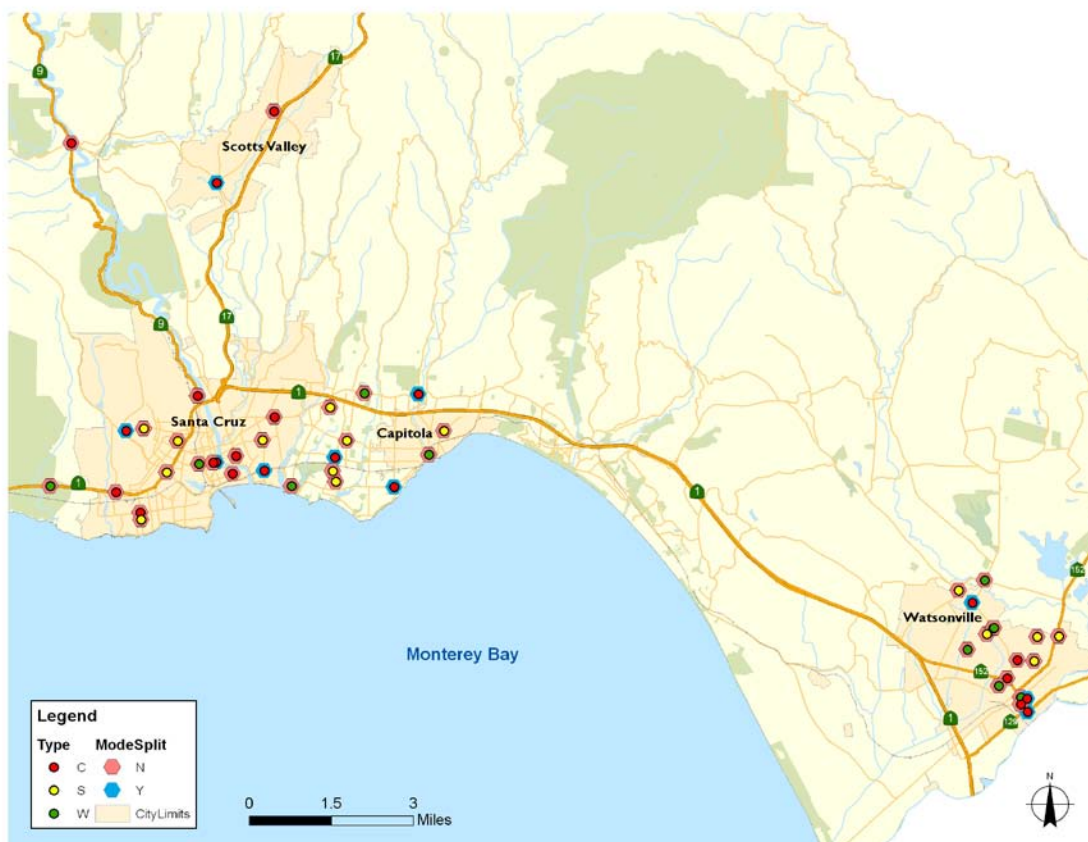 9
17
Scotts Valley
9
17
1
Santa Cruz
Capitola
1
1
152
Watsonville
152
1
129
Monterey Bay
Legend
Type ModeSplit
C N
S Y
W CityLimits
0 1.5 3
Miles
N